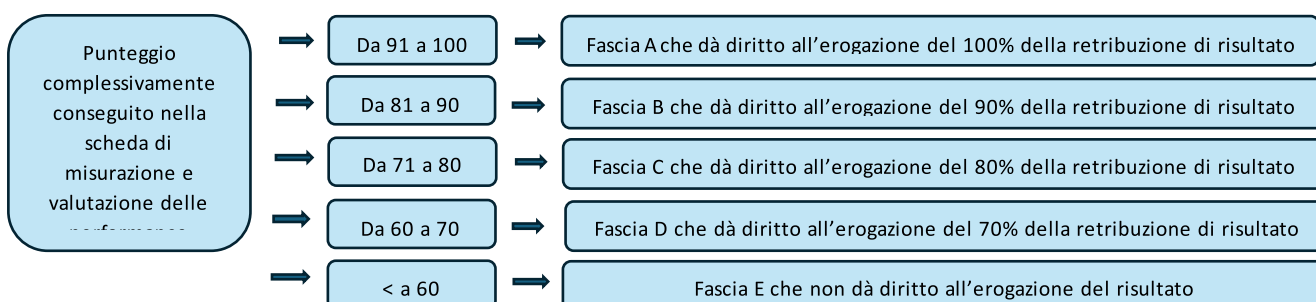 Punteggio
complessivamente
conseguito nella
scheda di
misurazione e
valutazione delle
Da 91 a 100
Fascia A che dà diritto all’erogazione del 100% della retribuzione di risultato
Da 81 a 90
Fascia B che dà diritto all’erogazione del 90% della retribuzione di risultato
Da 71 a 80
Fascia C che dà diritto all’erogazione del 80% della retribuzione di risultato
Da 60 a 70
Fascia D che dà diritto all’erogazione del 70% della retribuzione di risultato
< a 60
Fascia E che non dà diritto all’erogazione del risultato